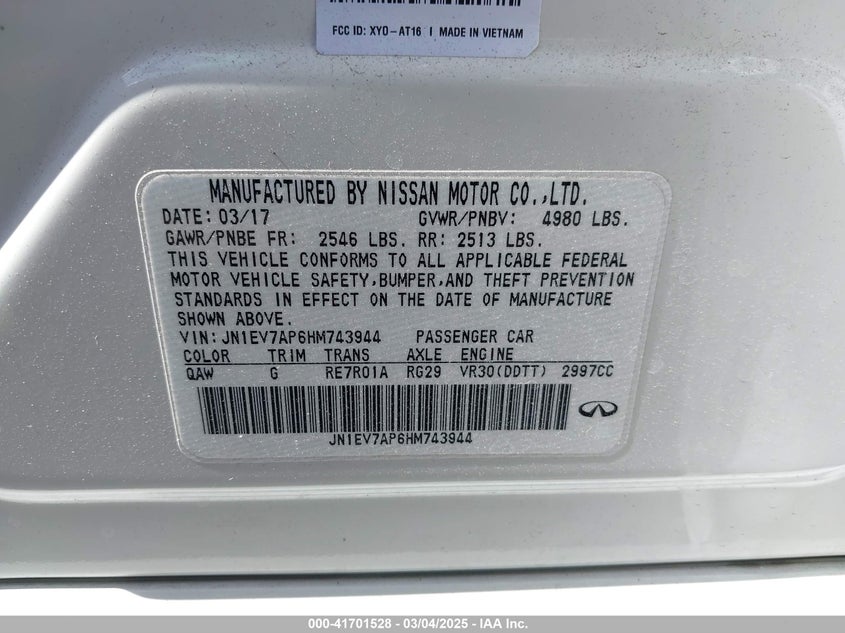 FCC ID: XYO-AT16 | MADE IN VIETNAM
MANUFACTURED BY NISSAN MOTOR CO.,LTD.
DATE: 03/17 GVWR/PNBV: 4980 LBS.
GAWR/PNBE FR: 2546 LBS. RR: 2513 LBS.
THIS VEHICLE CONFORMS TO ALL APPLICABLE FEDERAL
MOTOR VEHICLE SAFETY,BUMPER,AND THEFT PREVENTION
STANDARDS IN EFFECT ON THE DATE OF MANUFACTURE
SHOWN ABOVE.
VIN:JN1EV7AP6HM743944 PASSENGER CAR
COLOR TRIM TRANS AXLE ENGINE
QAW G RE7R01A RG29 VR30(DDTT) 2997CC
JN1EV7AP6HM743944
000-41701528 - 03/04/2025 - IAA Inc.